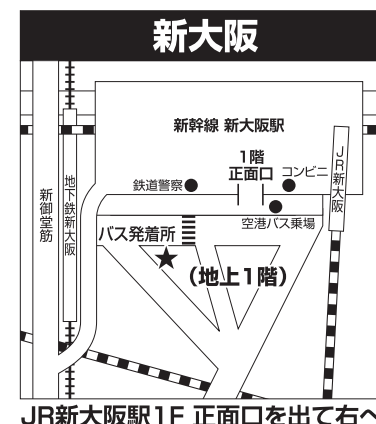 新大阪
新幹線 新大阪駅
1階
正面口
コンビニ
鉄道警察
JR新大阪
空港バス乗場
新御堂筋
地下鉄新大阪
バス発着所
(地上1階)
JR新大阪駅1F 正面口を出て右へ